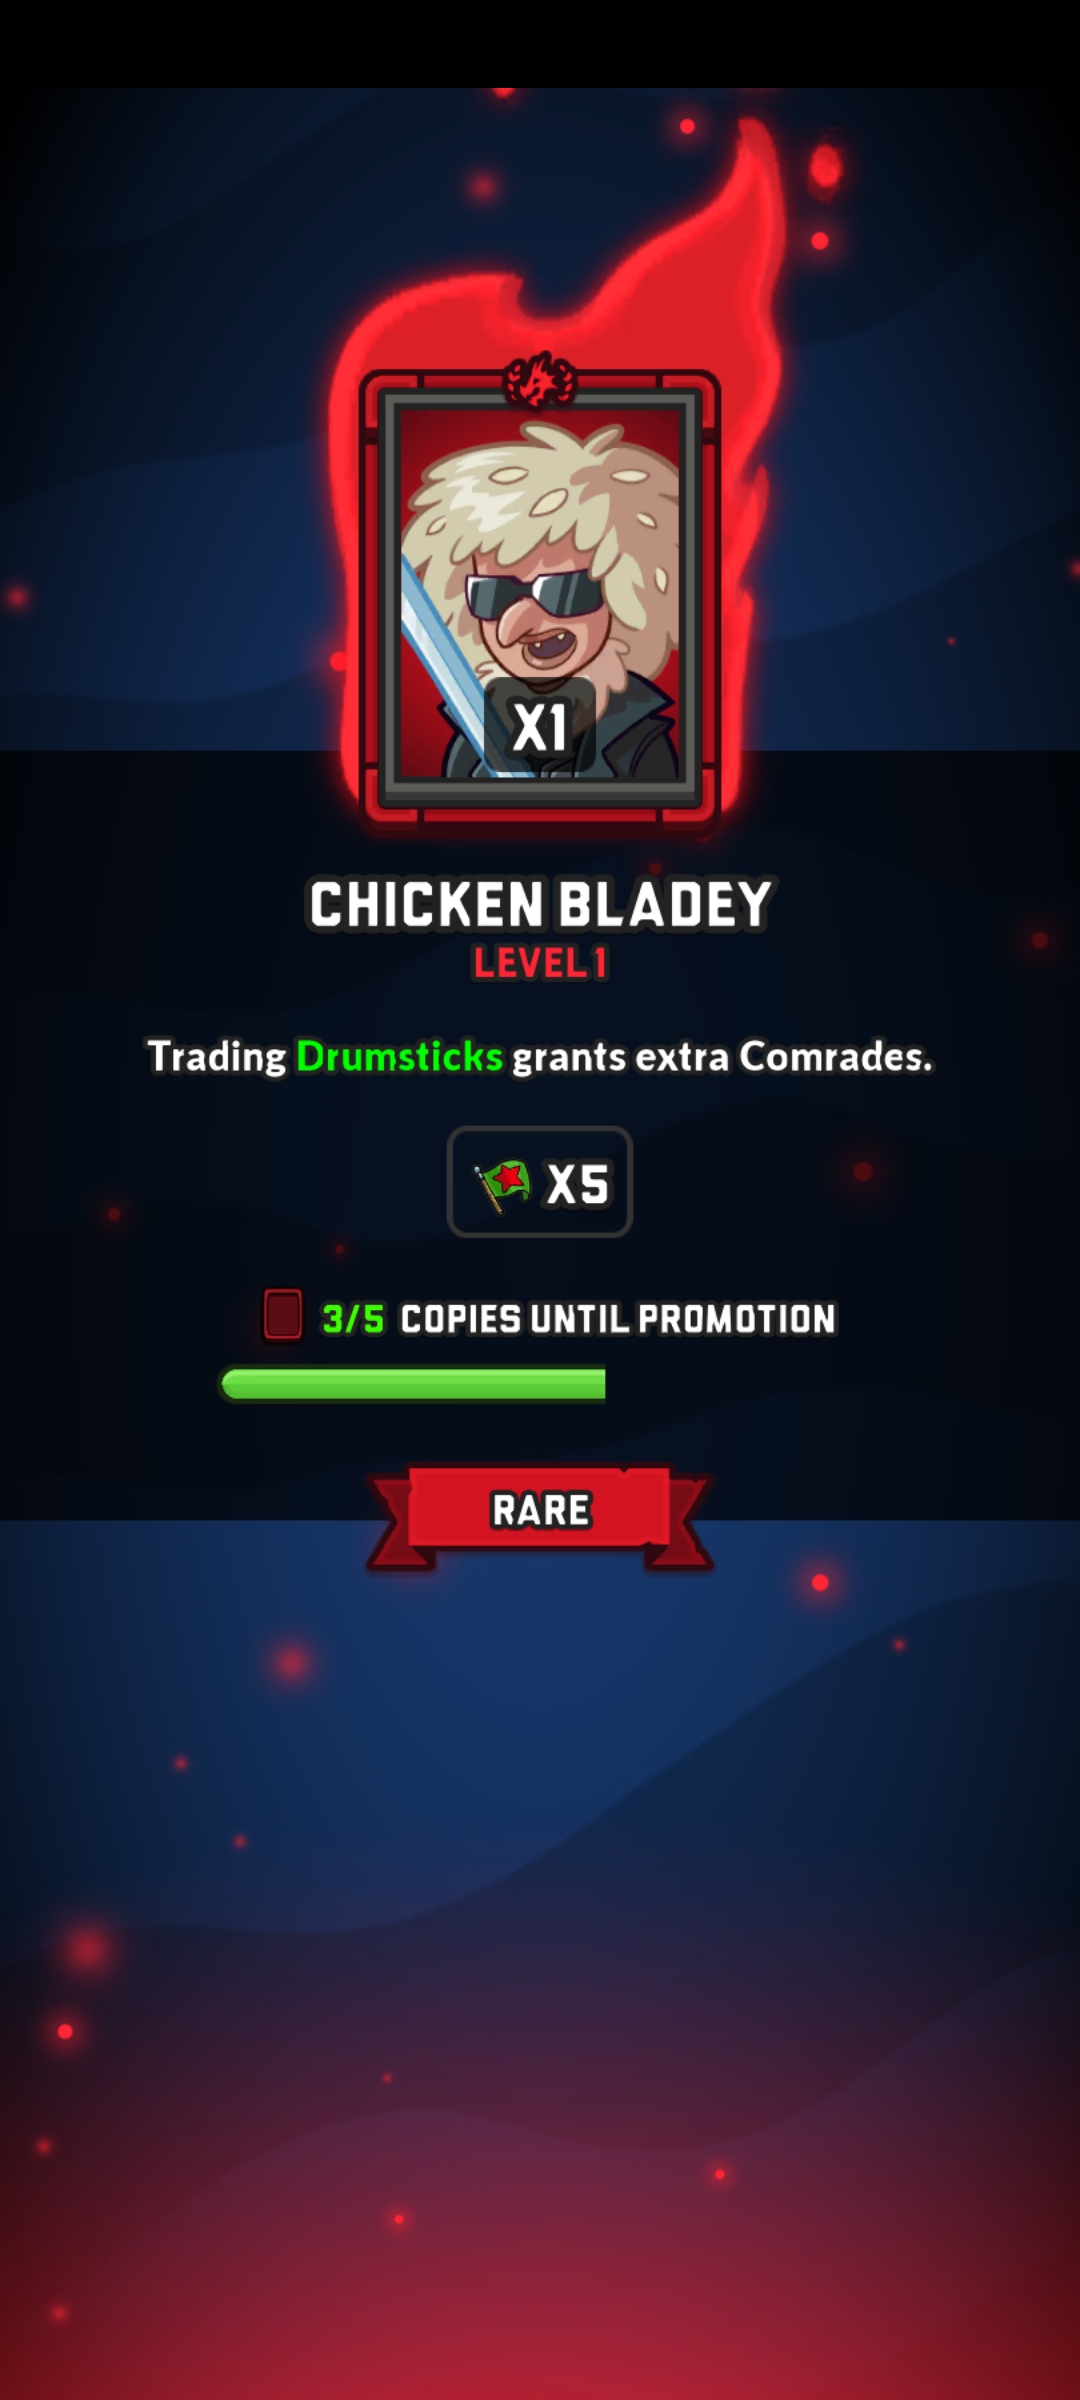 X1
CHICKEN BLADEY
LEVEL 1
Trading Drumsticks grants extra Comrades.
X5
3/5 COPIES UNTIL PROMOTION
RARE